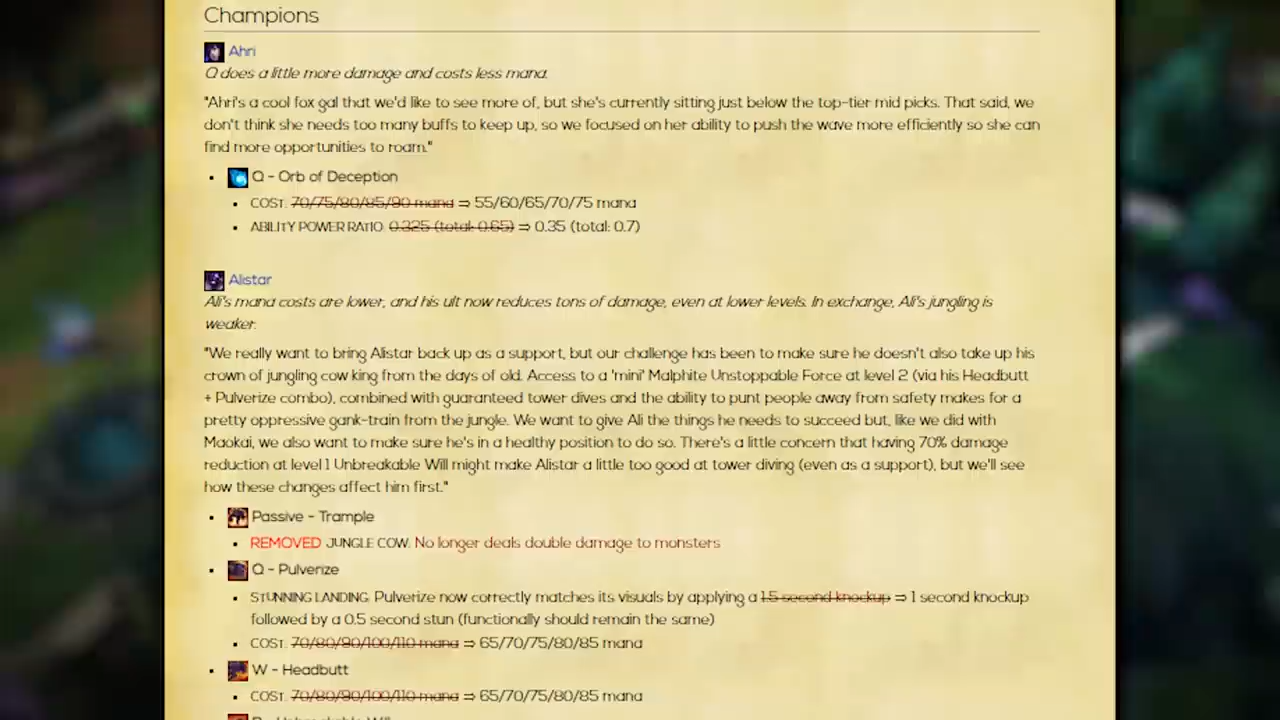 Champions
Ahri
Q does a little more damage and costs less mana.
"Ahri's a cool fox gal that we'd like to see more of, but she's currently sitting just below the top-tier mid picks. That said, we
don't think she needs too many buffs to keep up, so we focused on her ability to push the wave more efficiently so she can
find more opportunities to roam."
Q - Orb of Deception
COST: 70/75/80/85/90 mana ⇒ 55/60/65/70/75 mana
ABILITY POWER RATIO: 0.325 (total: 0.65) ⇒ 0.35 (total: 0.7)
Alistar
Ali's mana costs are lower, and his ult now reduces tons of damage, even at lower levels. In exchange, Ali's jungling is
weaker.
"We really want to bring Alistar back up as a support, but our challenge has been to make sure he doesn't also take up his
crown of jungling cow king from the days of old. Access to a 'mini' Malphite Unstoppable Force at level 2 (via his Headbutt
+ Pulverize combo), combined with guaranteed tower dives and the ability to punt people away from safety makes for a
pretty oppressive gank-train from the jungle. We want to give Ali the things he needs to succeed but, like we did with
Maokai, we also want to make sure he's in a healthy position to do so. There's a little concern that having 70% damage
reduction at level 1 Unbreakable Will might make Alistar a little too good at tower diving (even as a support), but we'll see
how these changes affect him first."
Passive - Trample
REMOVED JUNGLE COW: No longer deals double damage to monsters
Q - Pulverize
STUNNING LANDING: Pulverize now correctly matches its visuals by applying a 1.5 second knockup ⇒ 1 second knockup
followed by a 0.5 second stun (functionally should remain the same)
COST: 70/80/90/100/110 mana ⇒ 65/70/75/80/85 mana
W - Headbutt
COST: 70/80/90/100/110 mana ⇒ 65/70/75/80/85 mana